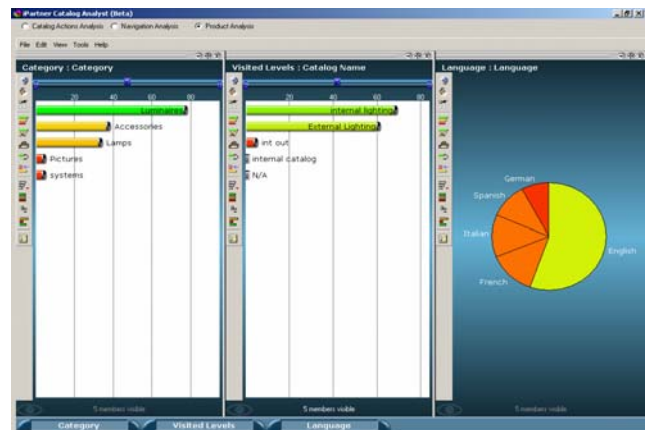 iPartner Catalog Analyst (Beta)
Catalog Actions Analysis Navigation Analysis Product Analysis
File Edit View Tools Help
Category : Category
20 40 60 80
Luminaires
Accessories
Lamps
Pictures
systems
5 members visible
Visited Levels : Catalog Name
20 40 60 80
internal lighting
External Lighting
int out
internal catalog
N/A
5 members visible
Language : Language
German
Spanish
Italian
French
English
5 members visible
Category Visited Levels Language